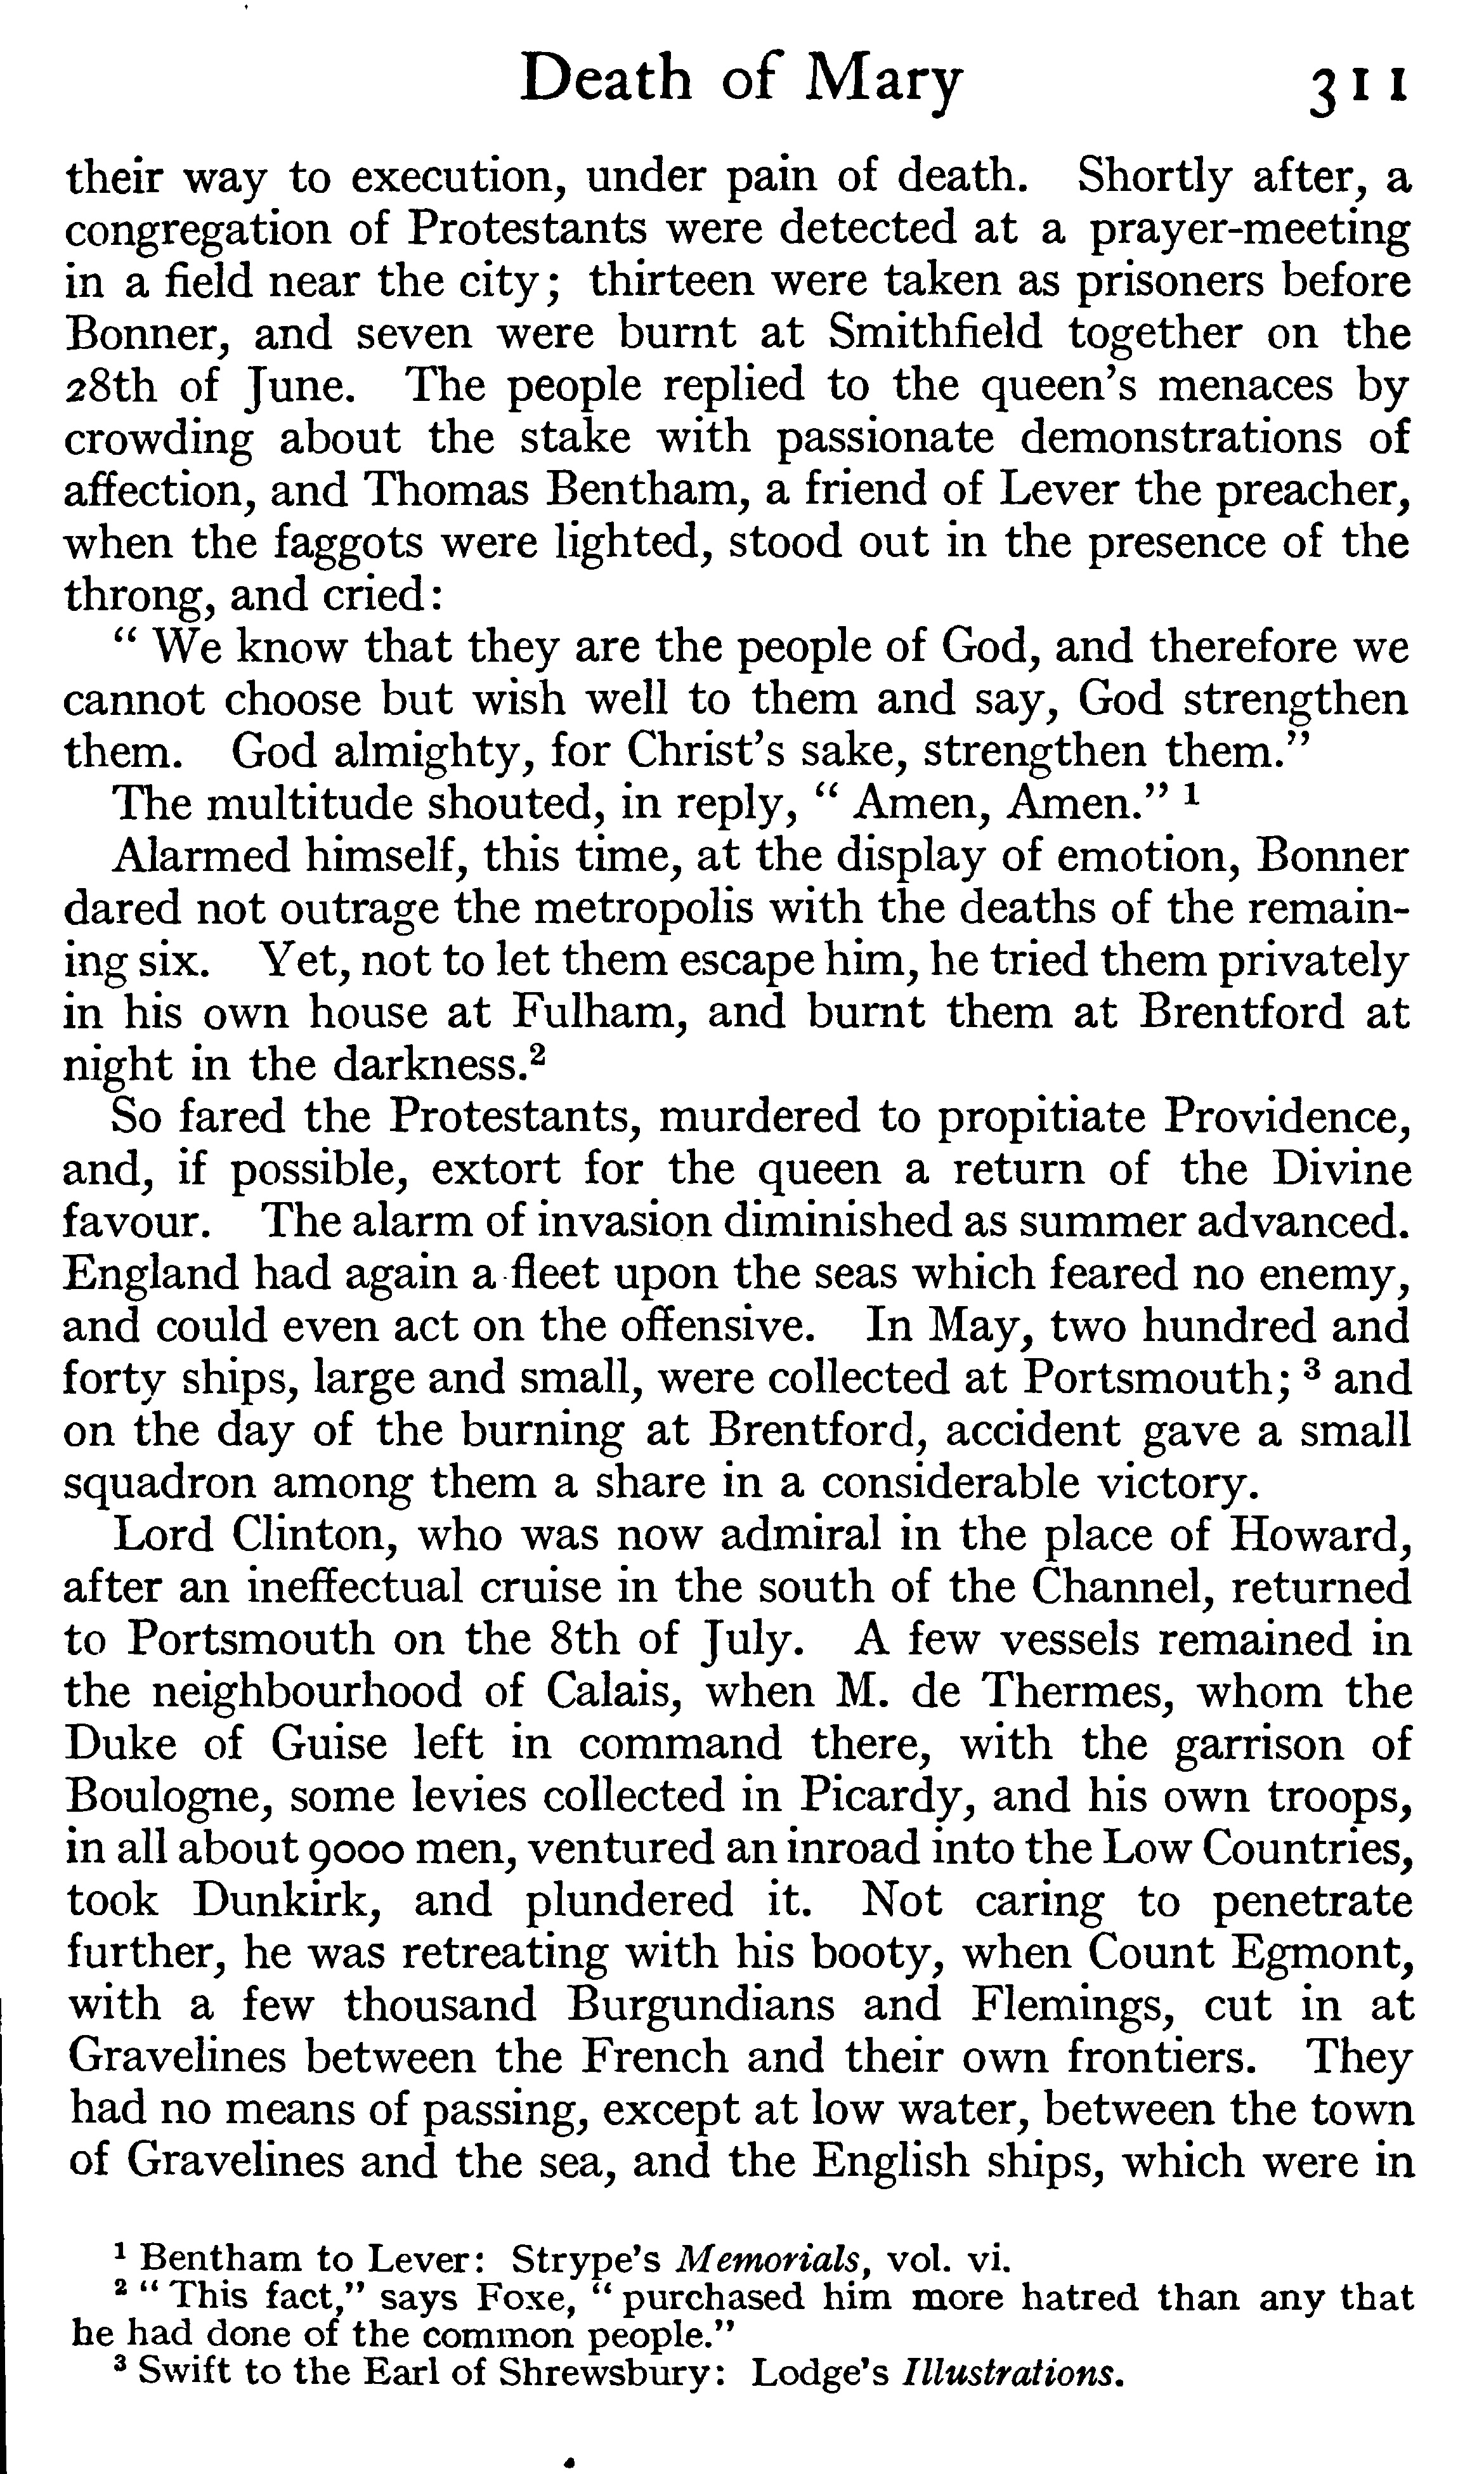 Death of Mary 311
their way to execution, under pain of death. Shortly after, a
congregation of Protestants were detected at a prayer-meeting
in a field near the city; thirteen were taken as prisoners before
Bonner, and seven were burnt at Smithfield together on the
28th of June. The people replied to the queen's menaces by
crowding about the stake with passionate demonstrations of
affection, and Thomas Bentham, a friend of Lever the preacher,
when the faggots were lighted, stood out in the presence of the
throng, and cried:
“ We know that they are the people of God, and therefore we
cannot choose but wish well to them and say, God strengthen
them. God almighty, for Christ's sake, strengthen them.”
The multitude shouted, in reply, “ Amen, Amen.” ¹
Alarmed himself, this time, at the display of emotion, Bonner
dared not outrage the metropolis with the deaths of the remain-
ing six. Yet, not to let them escape him, he tried them privately
in his own house at Fulham, and burnt them at Brentford at
night in the darkness.²
So fared the Protestants, murdered to propitiate Providence,
and, if possible, extort for the queen a return of the Divine
favour. The alarm of invasion diminished as summer advanced.
England had again a fleet upon the seas which feared no enemy,
and could even act on the offensive. In May, two hundred and
forty ships, large and small, were collected at Portsmouth; ³ and
on the day of the burning at Brentford, accident gave a small
squadron among them a share in a considerable victory.
Lord Clinton, who was now admiral in the place of Howard,
after an ineffectual cruise in the south of the Channel, returned
to Portsmouth on the 8th of July. A few vessels remained in
the neighbourhood of Calais, when M. de Thermes, whom the
Duke of Guise left in command there, with the garrison of
Boulogne, some levies collected in Picardy, and his own troops,
in all about 9000 men, ventured an inroad into the Low Countries,
took Dunkirk, and plundered it. Not caring to penetrate
further, he was retreating with his booty, when Count Egmont,
with a few thousand Burgundians and Flemings, cut in at
Gravelines between the French and their own frontiers. They
had no means of passing, except at low water, between the town
of Gravelines and the sea, and the English ships, which were in
¹ Bentham to Lever: Strype's Memorials, vol. vi.
² “ This fact,” says Foxe, “ purchased him more hatred than any that
he had done of the common people.”
³ Swift to the Earl of Shrewsbury: Lodge's Illustrations.